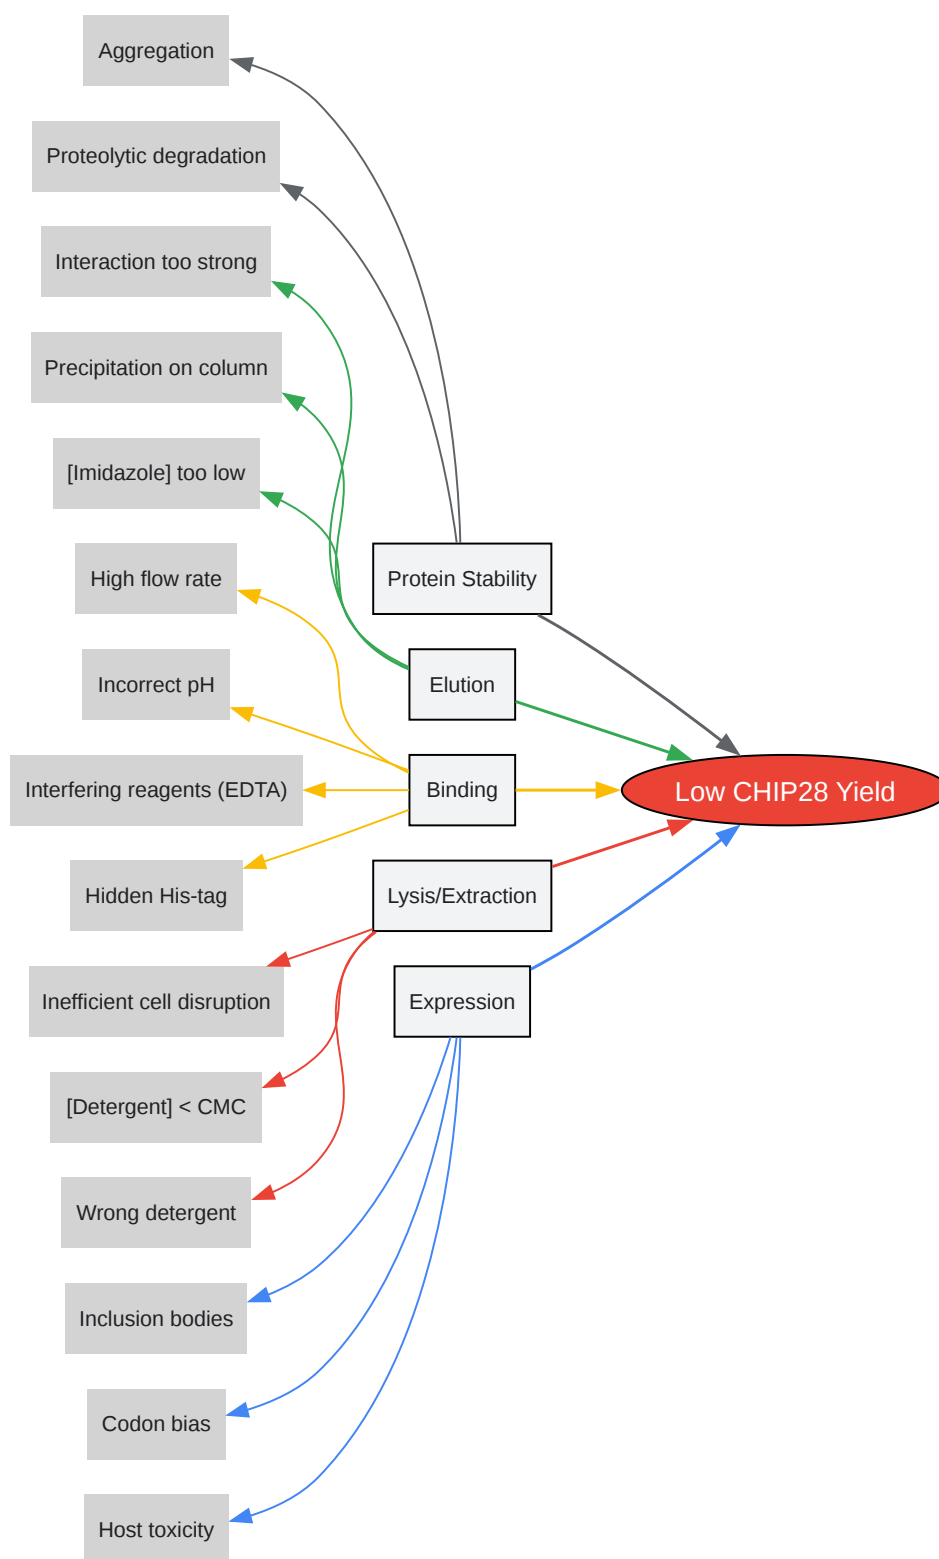 Aggregation
Proteolytic degradation
Interaction too strong
Precipitation on column
[Imidazole] too low
High flow rate
Incorrect pH
Interfering reagents (EDTA)
Hidden His-tag
Inefficient cell disruption
[Detergent] < CMC
Wrong detergent
Inclusion bodies
Codon bias
Host toxicity
Protein Stability
Elution
Binding
Lysis/Extraction
Expression
Low CHIP28 Yield